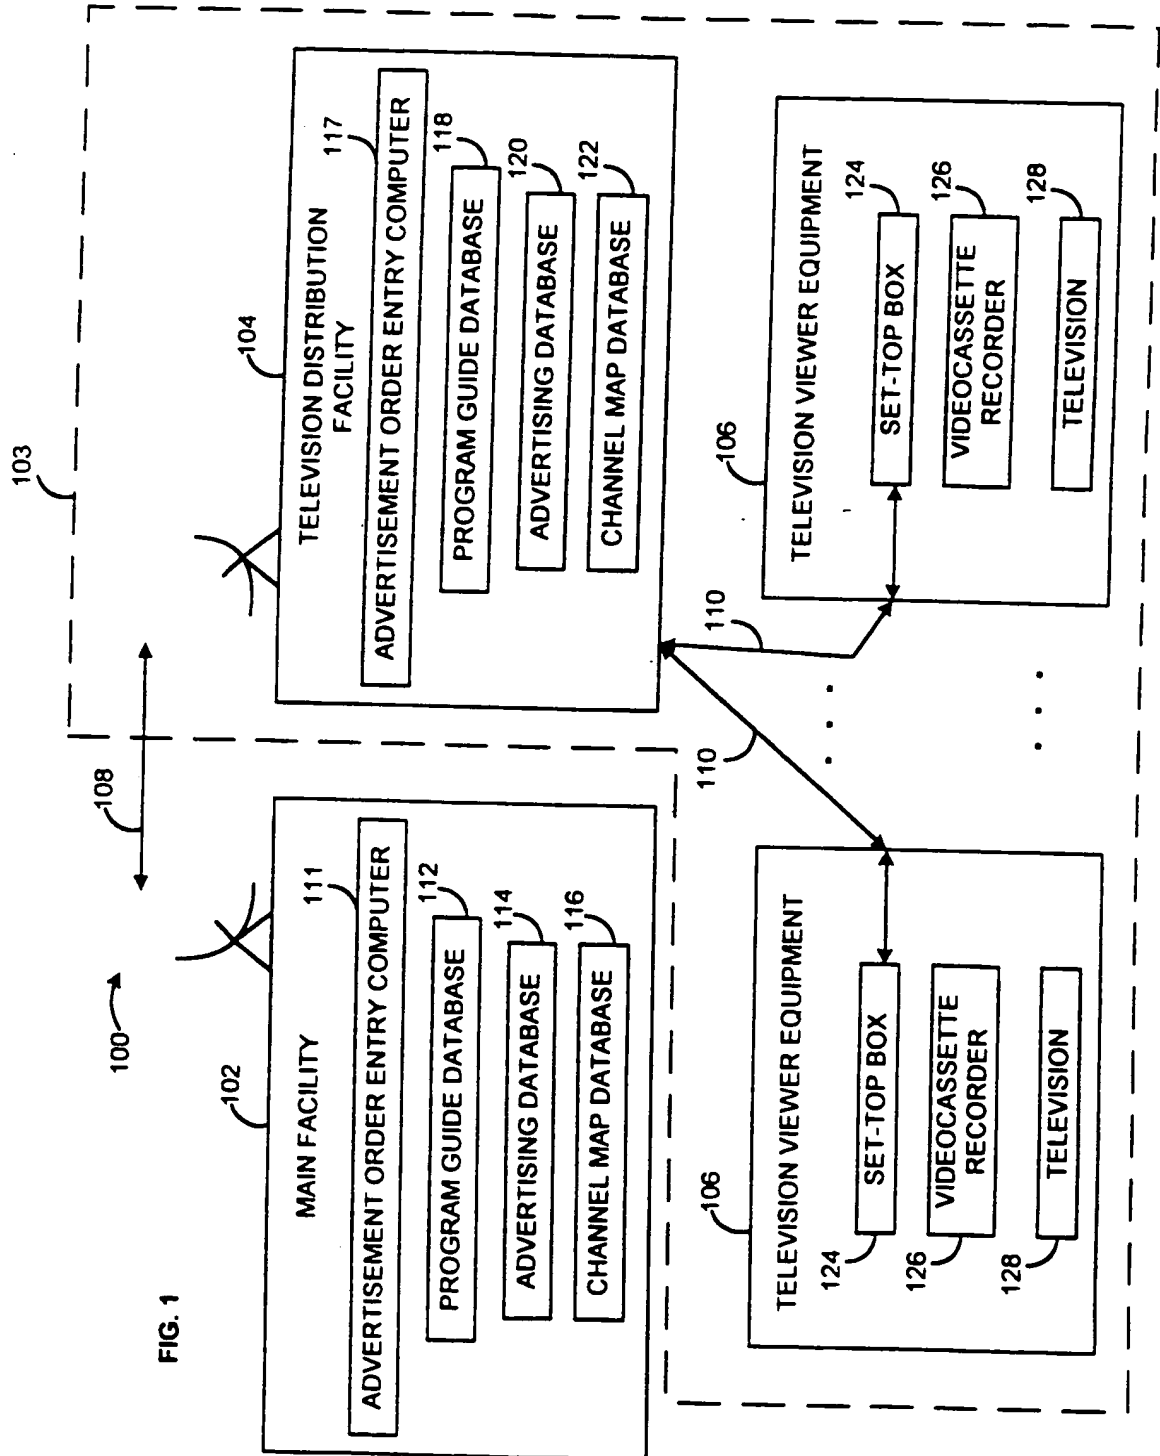 FIG. 1
100
108
103
102
MAIN FACILITY
111
ADVERTISEMENT ORDER ENTRY COMPUTER
112
PROGRAM GUIDE DATABASE
114
ADVERTISING DATABASE
116
CHANNEL MAP DATABASE
104
TELEVISION DISTRIBUTION
FACILITY
117
ADVERTISEMENT ORDER ENTRY COMPUTER
118
PROGRAM GUIDE DATABASE
120
ADVERTISING DATABASE
122
CHANNEL MAP DATABASE
110
110
106
TELEVISION VIEWER EQUIPMENT
124
SET-TOP BOX
126
VIDEOCASSETTE
RECORDER
128
TELEVISION
. . .
. . .
106
TELEVISION VIEWER EQUIPMENT
124
SET-TOP BOX
126
VIDEOCASSETTE
RECORDER
128
TELEVISION